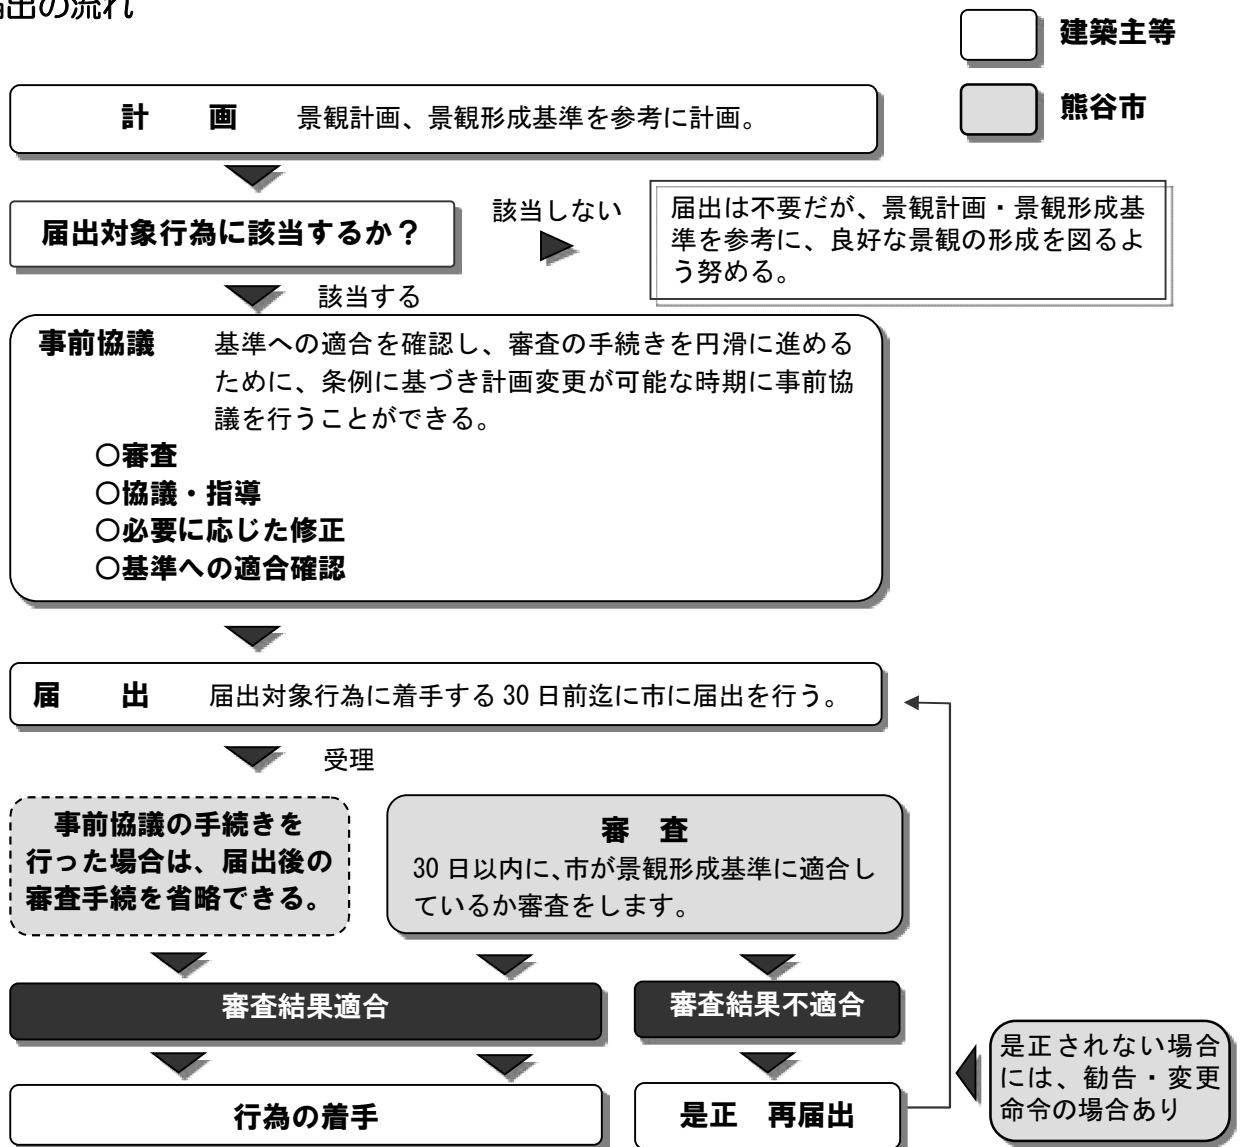 出の流れ
建築主等
熊谷市
計　画　景観計画、景観形成基準を参考に計画。
届出対象行為に該当するか？
該当しない
届出は不要だが、景観計画・景観形成基
準を参考に、良好な景観の形成を図るよ
う努める。
該当する
事前協議　基準への適合を確認し、審査の手続きを円滑に進める
ために、条例に基づき計画変更が可能な時期に事前協
議を行うことができる。
○審査
○協議・指導
○必要に応じた修正
○基準への適合確認
届　出　届出対象行為に着手する 30 日前迄に市に届出を行う。
受理
事前協議の手続きを
行った場合は、届出後の
審査手続を省略できる。
審　査
30 日以内に、市が景観形成基準に適合し
ているか審査をします。
審査結果適合
審査結果不適合
行為の着手
是正　再届出
是正されない場合
には、勧告・変更
命令の場合あり